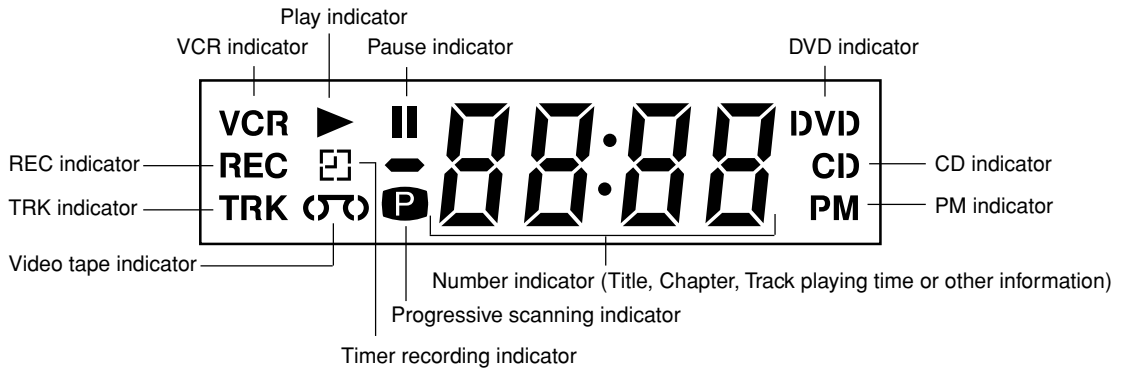 Play indicator
VCR indicator
Pause indicator
DVD indicator
VCR
88:88
DVD
REC indicator
REC
CD
CD indicator
TRK indicator
TRK
P
PM
PM indicator
Video tape indicator
Number indicator (Title, Chapter, Track playing time or other information)
Progressive scanning indicator
Timer recording indicator